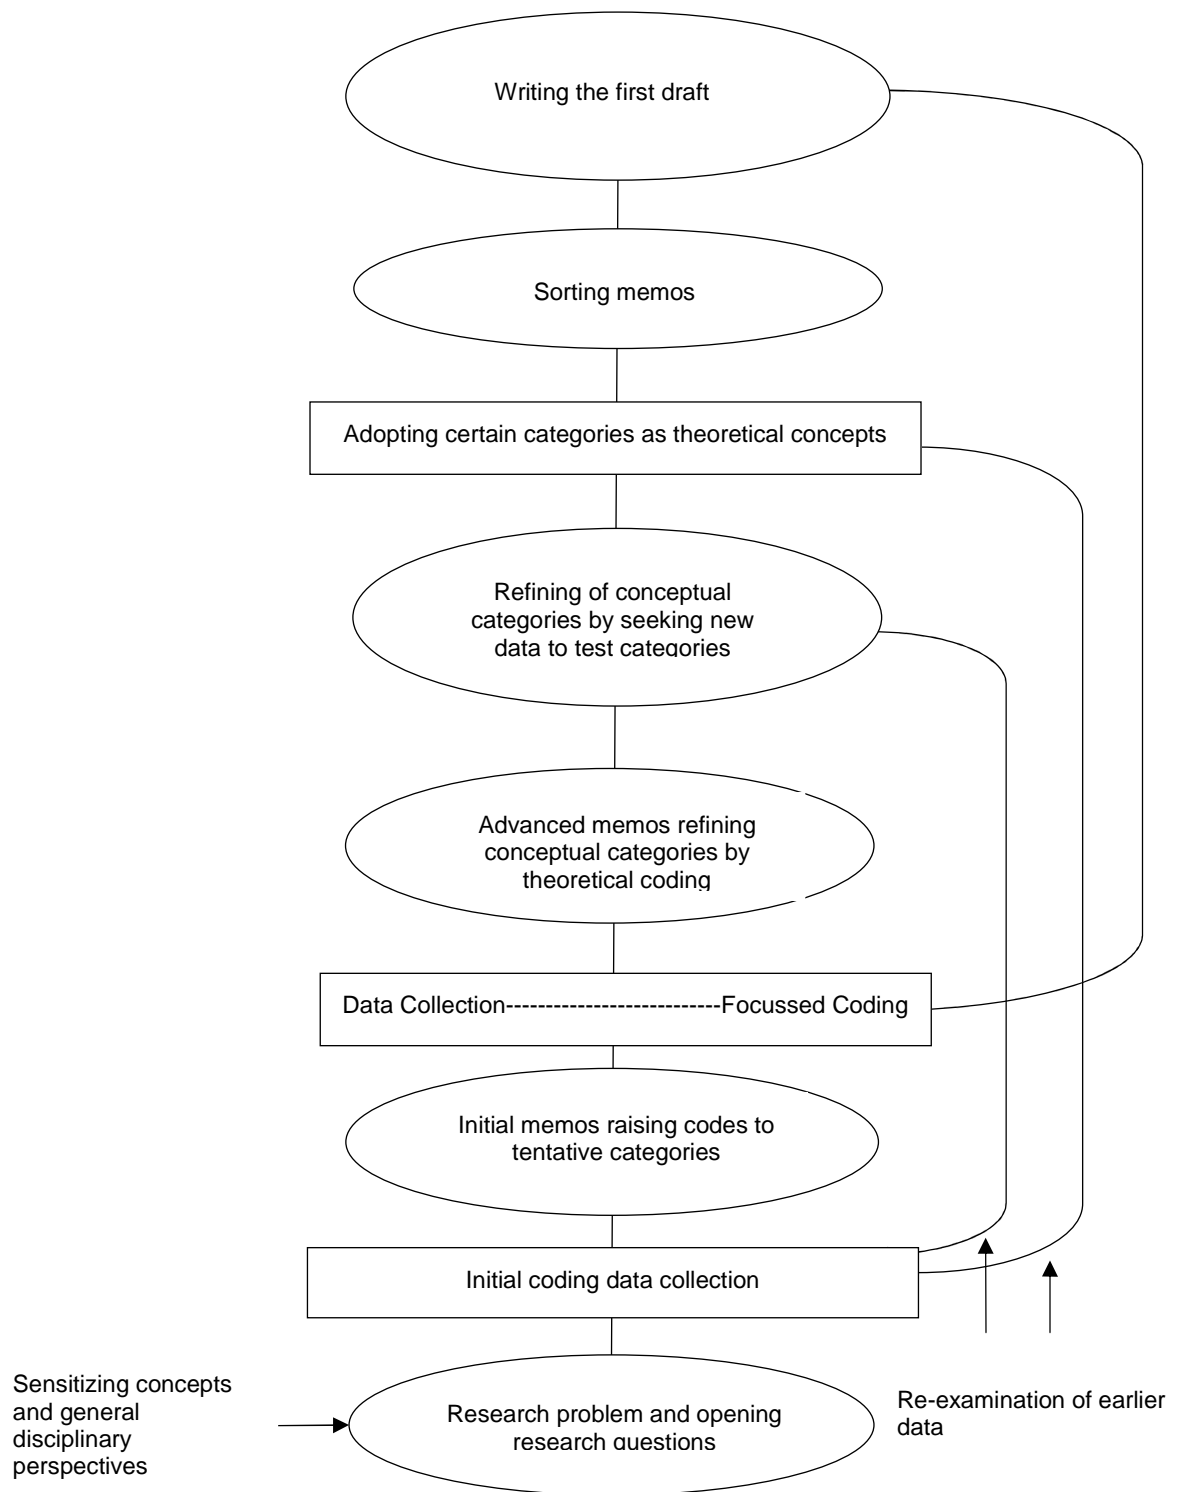 Writing the first draft
Sorting memos
Adopting certain categories as theoretical concepts
Refining of conceptual
categories by seeking new
data to test categories
Advanced memos refining
conceptual categories by
theoretical coding
Data Collection---------------------------Focussed Coding
Initial memos raising codes to
tentative categories
Initial coding data collection
Sensitizing concepts
and general
disciplinary
perspectives
Research problem and opening
research questions
Re-examination of earlier
data